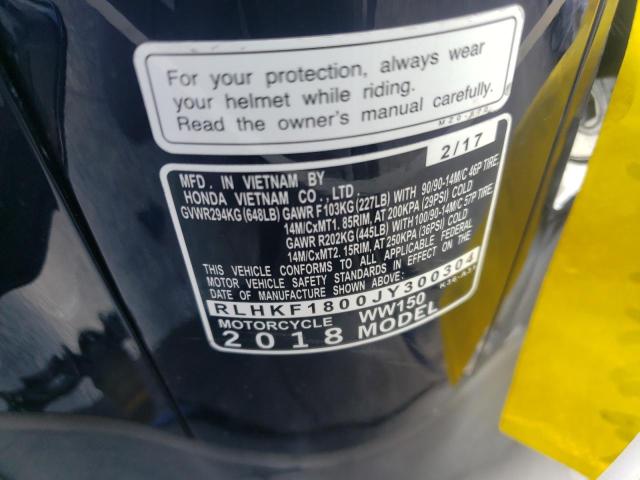 For your protection, always wear
your helmet while riding.
Read the owner's manual carefully.
2/17
MFD. IN VIETNAM BY
HONDA VIETNAM CO., LTD.
GVWR294KG (648LB) GAWR F103KG (227LB) WITH 90/90-14M/C 46P TIRE,
14M/CxMT1. 85RIM, AT 200KPA (29PSI) COLD
GAWR R202KG (445LB) WITH 100/90-14M/C 57P TIRE,
14M/CxMT2. 15RIM, AT 250KPA (36PSI) COLD
THIS VEHICLE CONFORMS TO ALL APPLICABLE FEDERAL
MOTOR VEHICLE SAFETY STANDARDS IN EFFECT ON THE
DATE OF MANUFACTURE SHOWN ABOVE.
RLHKF1800JY300304
MOTORCYCLE WW150
2018 MODEL